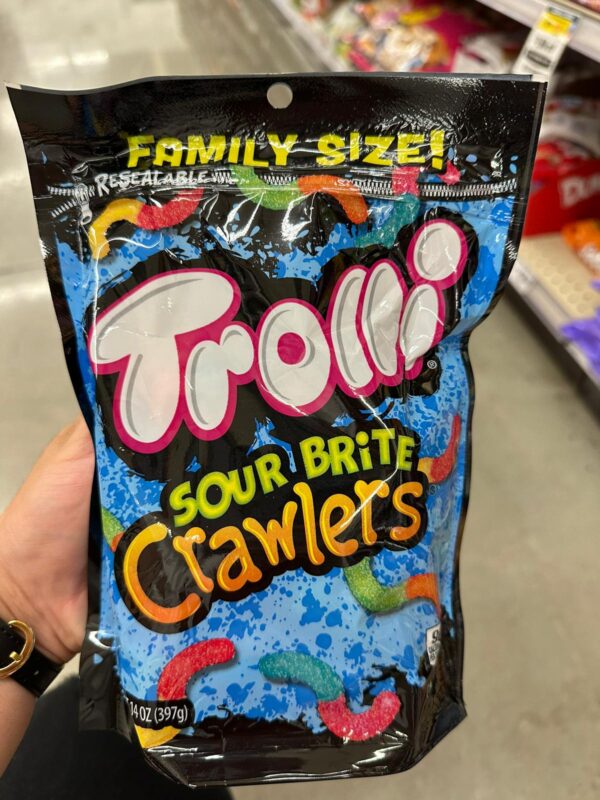 FAMILY SIZE!
RESEALABLE
Trolli®
SOUR BRiTE
Crawlers
14 OZ (397g)